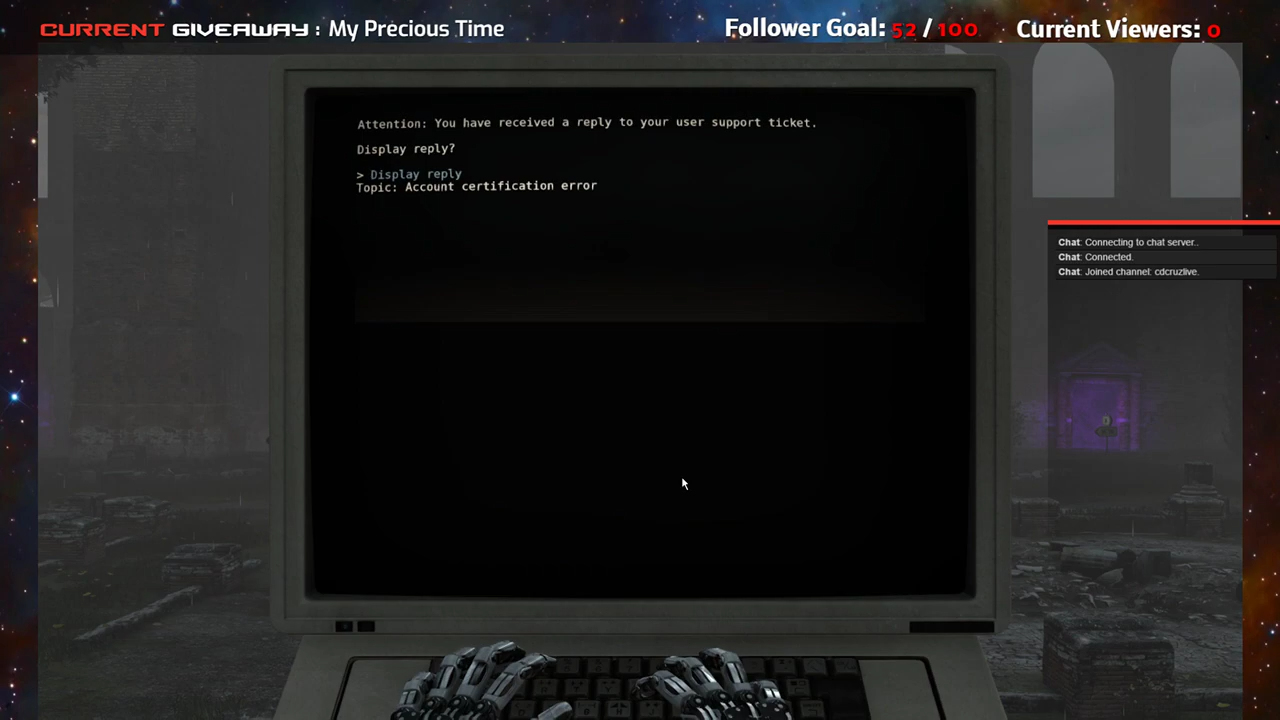 CURRENT GIVEAWAY : My Precious Time
Follower Goal: 52 / 100
Current Viewers: 0
Attention: You have received a reply to your user support ticket.
Display reply?
> Display reply
Topic: Account certification error
Chat: Connecting to chat server..
Chat: Connected.
Chat: Joined channel: cdcruzlive.